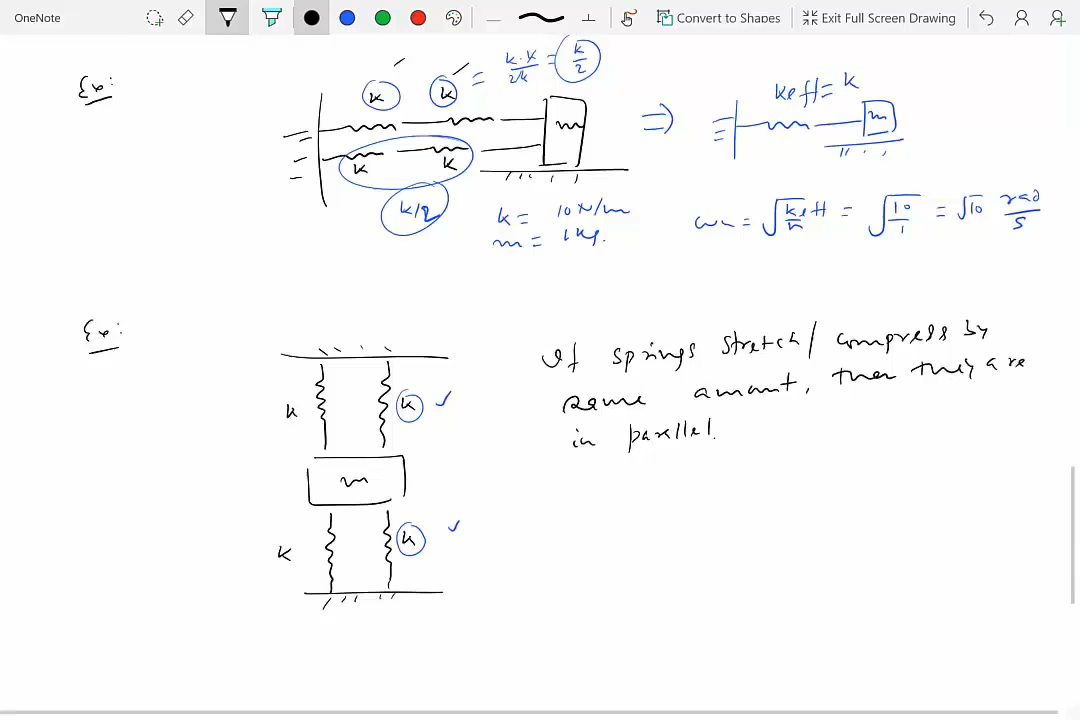 OneNote
Convert to Shapes
Exit Full Screen Drawing
Ex:
k k = k.k/2k = k/2
m
k k
k/2
k = 10 N/m
m = 1 kg.
⇒
keff = k
m
ωn = √keff/m = √10/1 = √10 rad/s
Ex:
k k
m
k k
If springs stretch/compress by
same amount, then they are
in parallel.